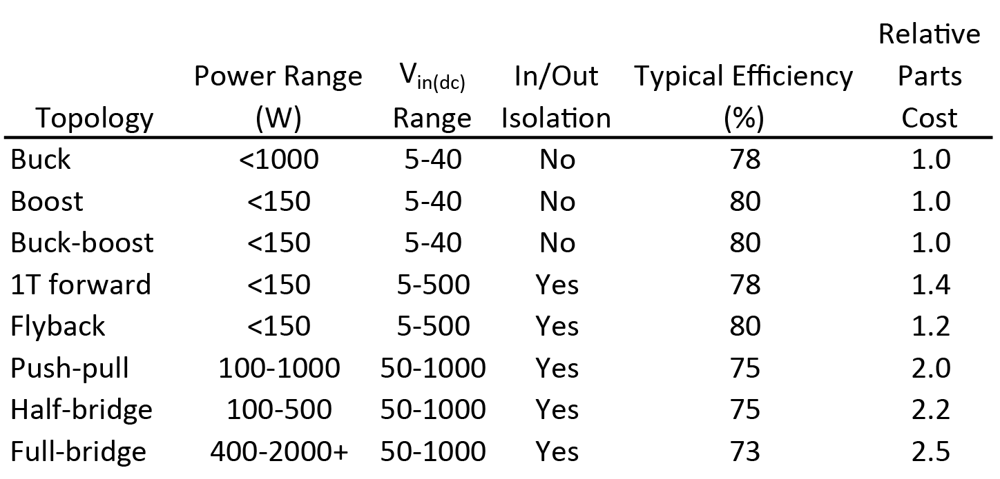 Relative
Power Range Vin(dc) In/Out Typical Efficiency Parts
Topology (W) Range Isolation (%) Cost
Buck <1000 5-40 No 78 1.0
Boost <150 5-40 No 80 1.0
Buck-boost <150 5-40 No 80 1.0
1T forward <150 5-500 Yes 78 1.4
Flyback <150 5-500 Yes 80 1.2
Push-pull 100-1000 50-1000 Yes 75 2.0
Half-bridge 100-500 50-1000 Yes 75 2.2
Full-bridge 400-2000+ 50-1000 Yes 73 2.5